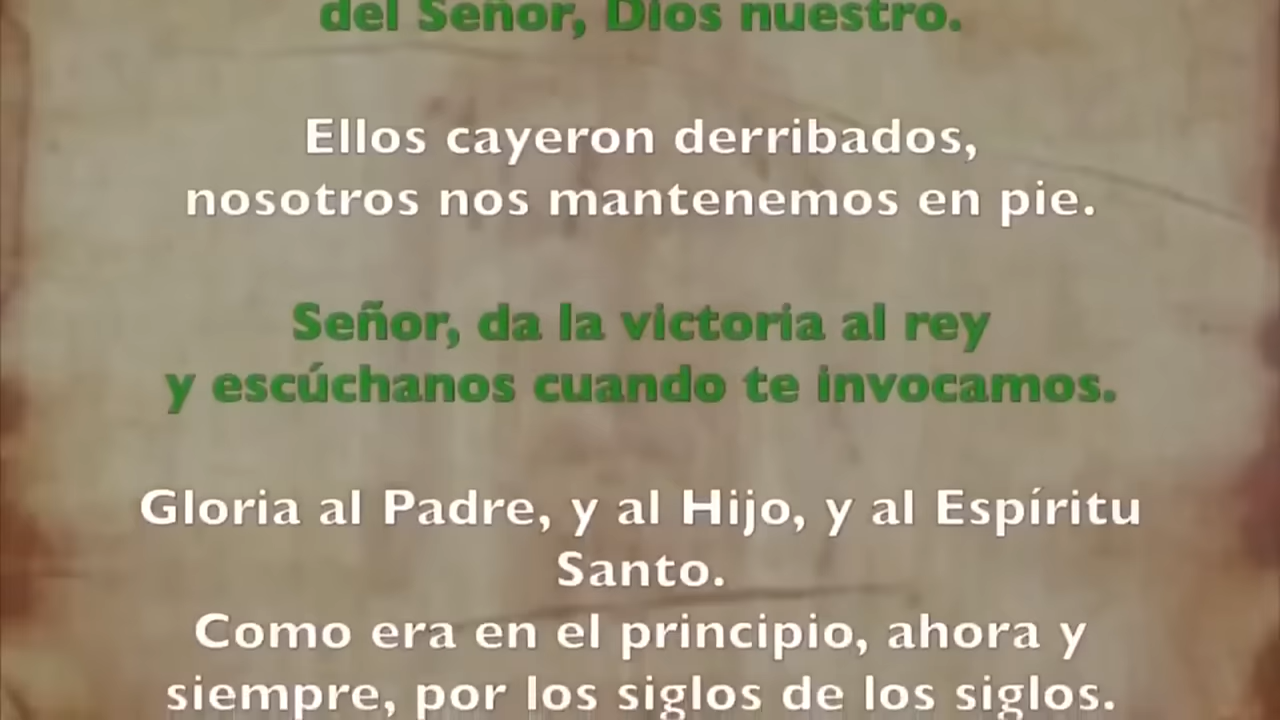 del Señor, Dios nuestro.
Ellos cayeron derribados,
nosotros nos mantenemos en pie.
Señor, da la victoria al rey
y escúchanos cuando te invocamos.
Gloria al Padre, y al Hijo, y al Espíritu
Santo.
Como era en el principio, ahora y
siempre, por los siglos de los siglos.